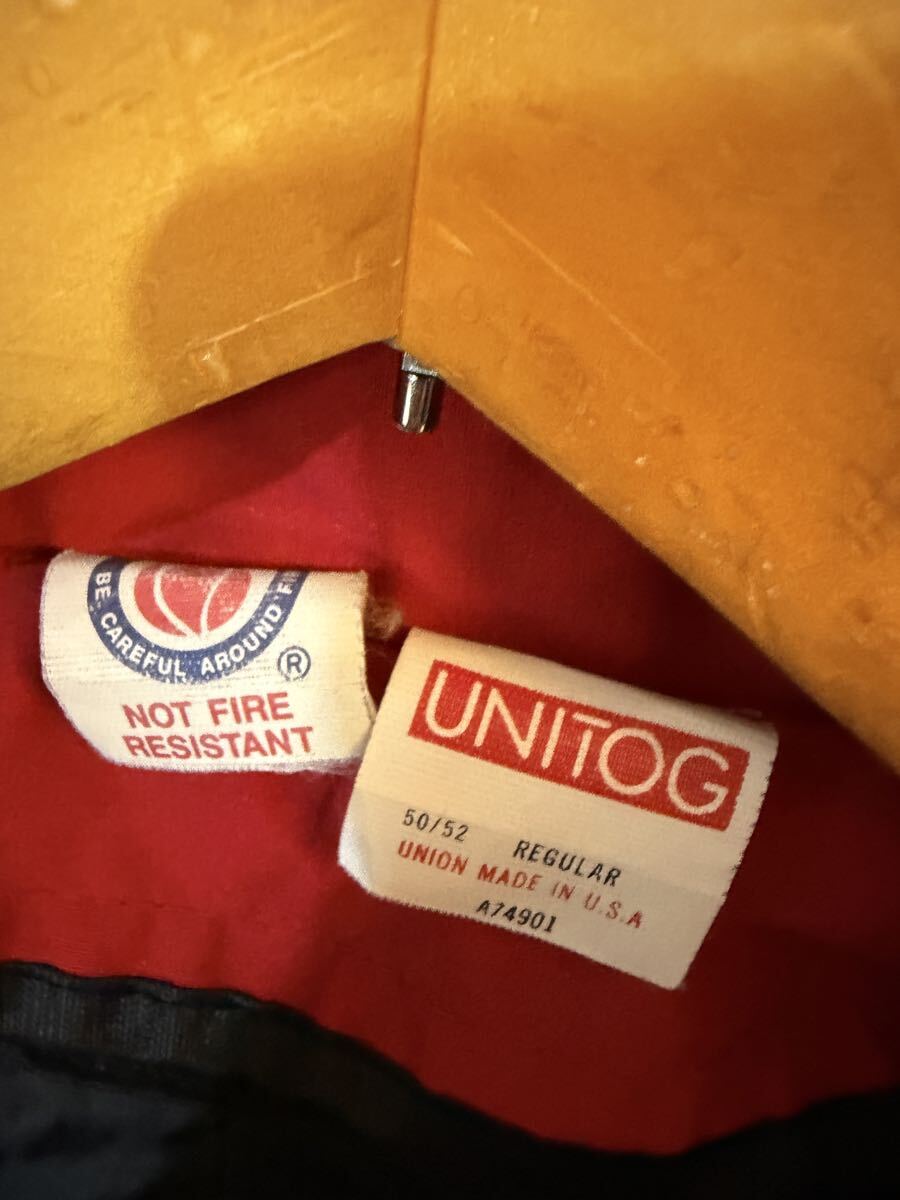 BE CAREFUL AROUND
®
NOT FIRE
RESISTANT
UNITOG
50/52 REGULAR
UNION MADE IN U.S.A
A74901